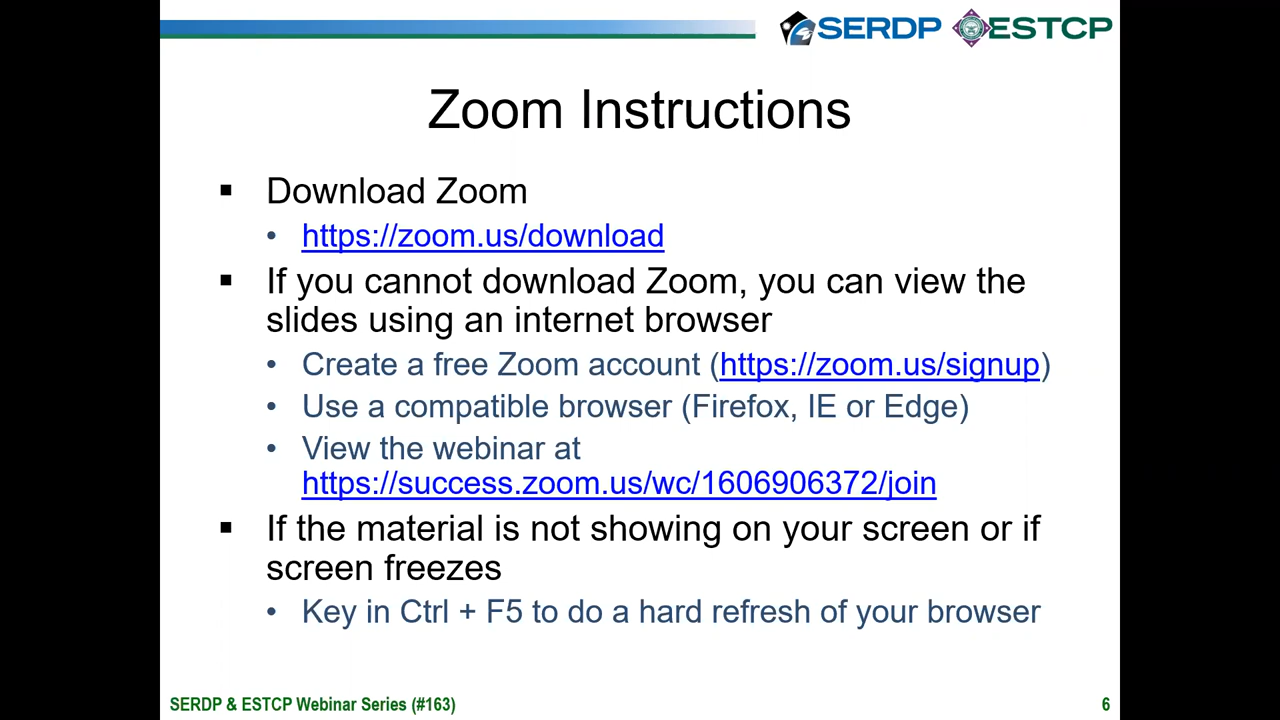 SERDP ESTCP
Zoom Instructions
▪ Download Zoom
• https://zoom.us/download
▪ If you cannot download Zoom, you can view the
slides using an internet browser
• Create a free Zoom account (https://zoom.us/signup)
• Use a compatible browser (Firefox, IE or Edge)
• View the webinar at
https://success.zoom.us/wc/1606906372/join
▪ If the material is not showing on your screen or if
screen freezes
• Key in Ctrl + F5 to do a hard refresh of your browser
SERDP & ESTCP Webinar Series (#163) 6